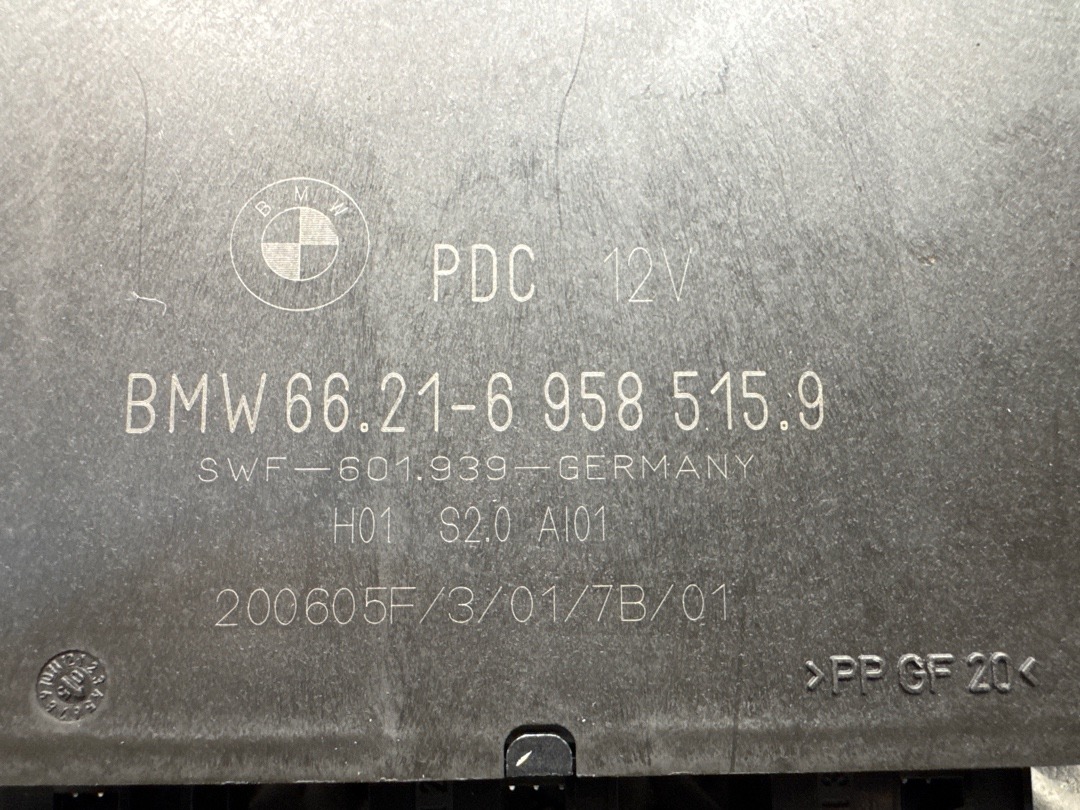 BMW
PDC 12V
BMW 66.21-6 958 515.9
SWF-601.939-GERMANY
H01 S2.0 AI01
200605F/3/01/7B/01
>PP GF 20<